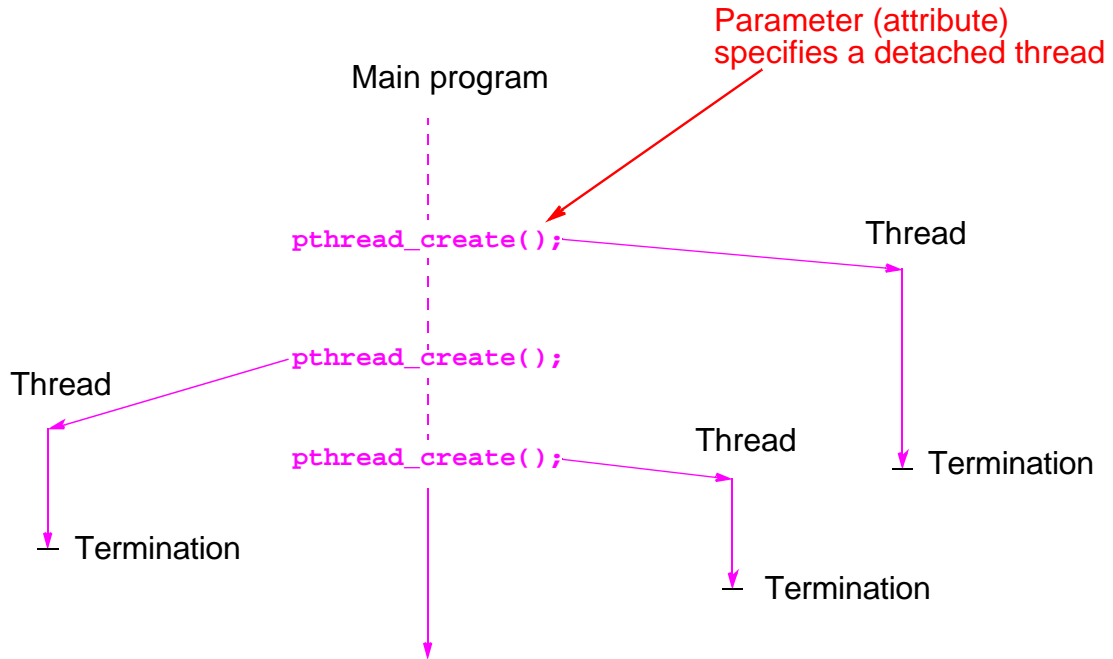 Parameter (attribute)
specifies a detached thread
Main program
pthread_create();
Thread
pthread_create();
Thread
pthread_create();
Thread
Termination
Termination
Termination